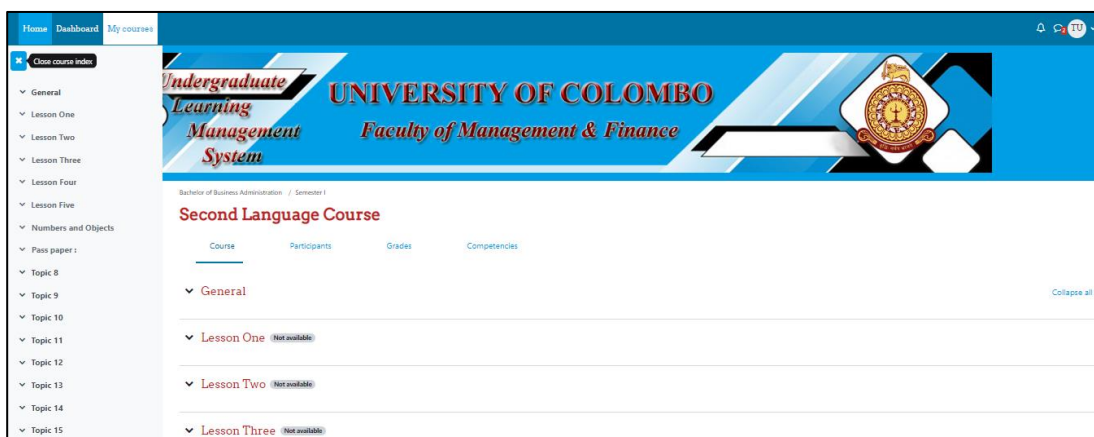 Home Dashboard My courses
2 TU
Close course index
General
Lesson One
Lesson Two
Lesson Three
Lesson Four
Lesson Five
Numbers and Objects
Pass paper :
Topic 8
Topic 9
Topic 10
Topic 11
Topic 12
Topic 13
Topic 14
Topic 15
Undergraduate
Learning
Management
System
UNIVERSITY OF COLOMBO
Faculty of Management & Finance
Bachelor of Business Administration / Semester I
Second Language Course
Course Participants Grades Competencies
General Collapse all
Lesson One Not available
Lesson Two Not available
Lesson Three Not available